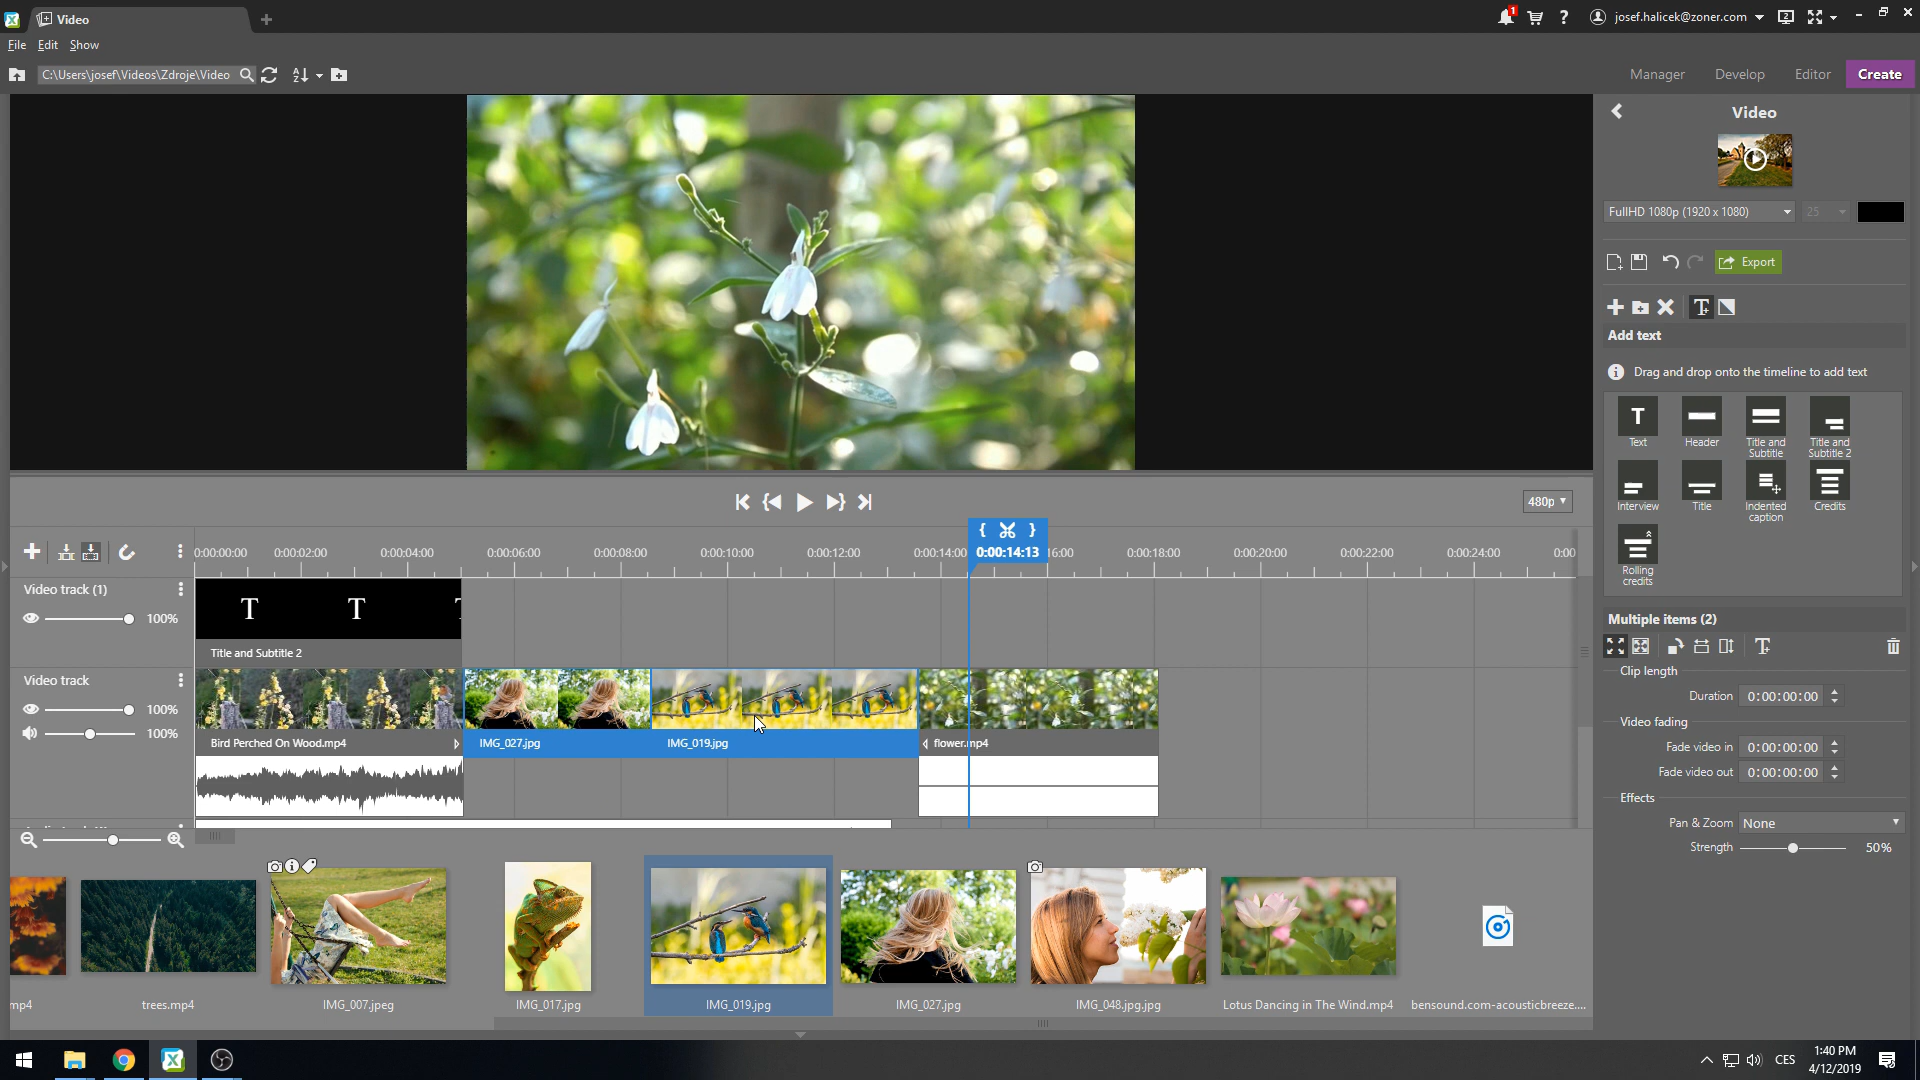 Video
1
josef.halicek@zoner.com
2
File Edit Show
C:\Users\josef\Videos\Zdroje\Video
Manager Develop Editor Create
Video
FullHD 1080p (1920 x 1080) 25
Export
Add text
Drag and drop onto the timeline to add text
T
Text Header Title and Subtitle Title and Subtitle 2
Interview Title Indented caption Credits
Rolling credits
480p
0:00:00:00 0:00:02:00 0:00:04:00 0:00:06:00 0:00:08:00 0:00:10:00 0:00:12:00 0:00:14:00 0:00:14:13 16:00 0:00:18:00 0:00:20:00 0:00:22:00 0:00:24:00 0:00
Video track (1)
100%
T T T
Title and Subtitle 2
Video track
100%
100%
Bird Perched On Wood.mp4 IMG_027.jpg IMG_019.jpg flower.mp4
Multiple items (2)
Clip length
Duration 0:00:00:00
Video fading
Fade video in 0:00:00:00
Fade video out 0:00:00:00
Effects
Pan & Zoom None
Strength 50%
mp4 trees.mp4 IMG_007.jpeg IMG_017.jpg IMG_019.jpg IMG_027.jpg IMG_048.jpg.jpg Lotus Dancing in The Wind.mp4 bensound.com-acousticbreeze....
CES
1:40 PM
4/12/2019